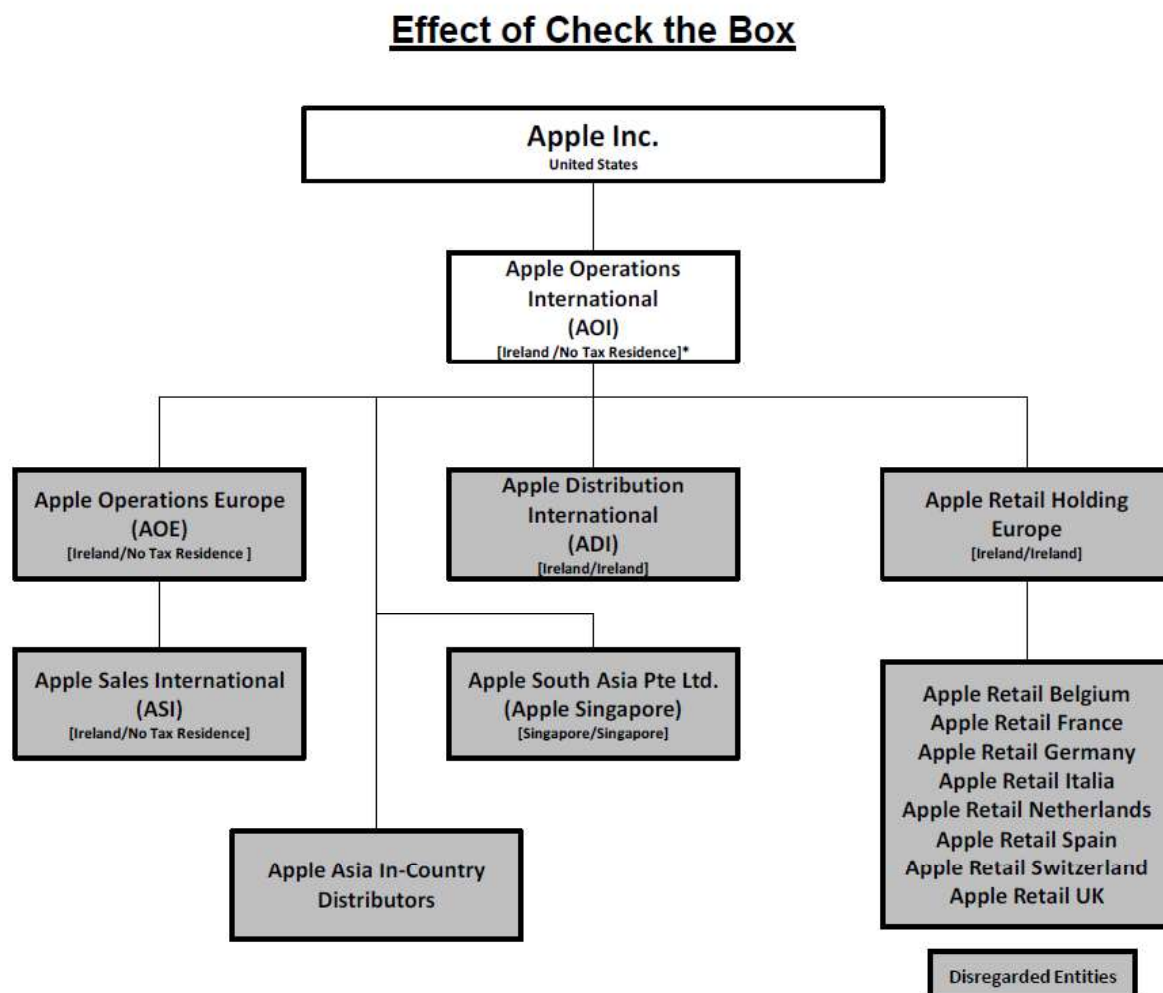 Effect of Check the Box
Apple Inc.
United States
Apple Operations
International
(AOI)
[Ireland /No Tax Residence]*
Apple Operations Europe
(AOE)
[Ireland/No Tax Residence ]
Apple Distribution
International
(ADI)
[Ireland/Ireland]
Apple Retail Holding
Europe
[Ireland/Ireland]
Apple Sales International
(ASI)
[Ireland/No Tax Residence]
Apple South Asia Pte Ltd.
(Apple Singapore)
[Singapore/Singapore]
Apple Retail Belgium
Apple Retail France
Apple Retail Germany
Apple Retail Italia
Apple Retail Netherlands
Apple Retail Spain
Apple Retail Switzerland
Apple Retail UK
Apple Asia In-Country
Distributors
Disregarded Entities